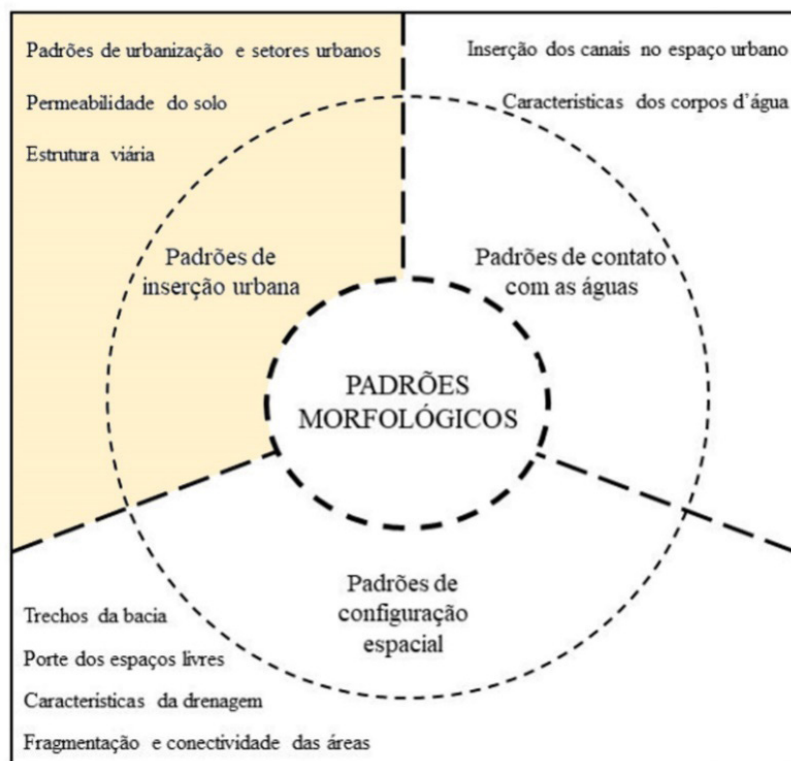 Padrões de urbanização e setores urbanos
Permeabilidade do solo
Estrutura viária
Padrões de
inserção urbana
Inserção dos canais no espaço urbano
Características dos corpos d’água
Padrões de contato
com as águas
PADRÕES
MORFOLÓGICOS
Padrões de
configuração
espacial
Trechos da bacia
Porte dos espaços livres
Características da drenagem
Fragmentação e conectividade das áreas